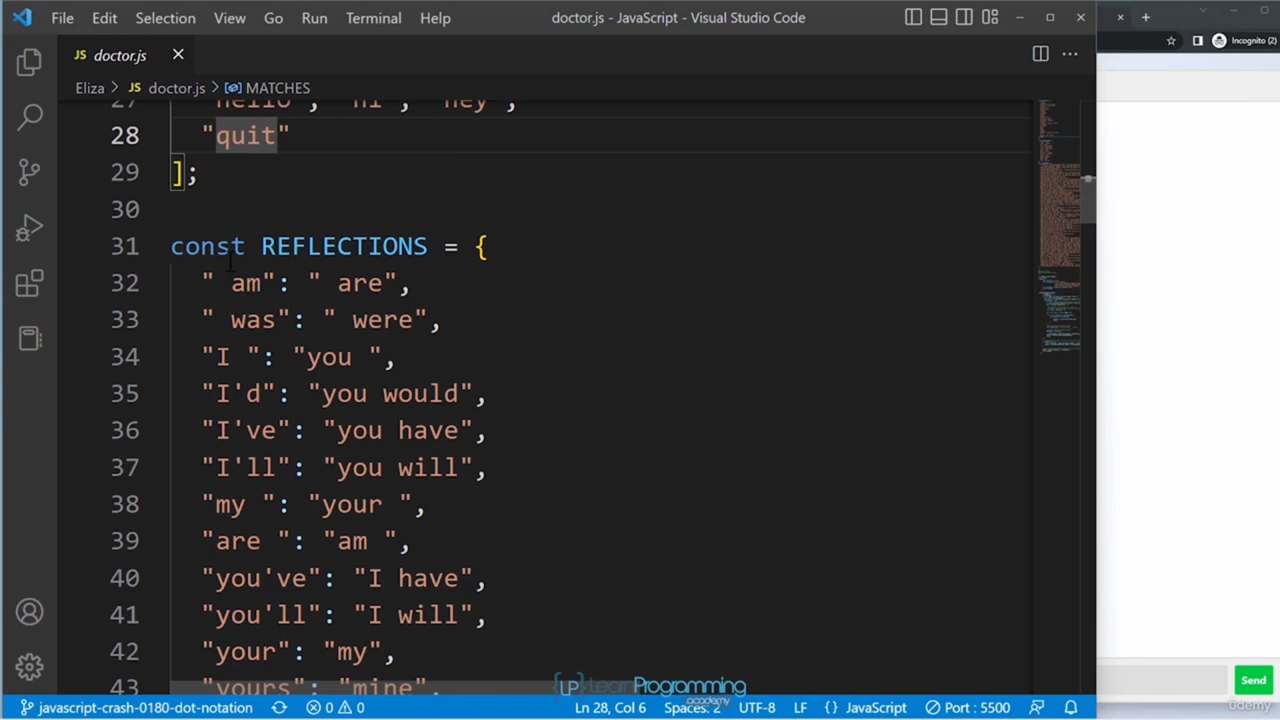 File Edit Selection View Go Run Terminal Help doctor.js - JavaScript - Visual Studio Code
JS doctor.js
Incognito (2)
Eliza > JS doctor.js > MATCHES
27 "hello", "hi", "hey",
28 "quit"
29 ];
30
31 const REFLECTIONS = {
32 " am": " are",
33 " was": " were",
34 "I ": "you ",
35 "I'd": "you would",
36 "I've": "you have",
37 "I'll": "you will",
38 "my ": "your ",
39 "are ": "am ",
40 "you've": "I have",
41 "you'll": "I will",
42 "your": "my",
43 "yours": "mine",
Send
LP LearnProgramming
academy
ûdemy
javascript-crash-0180-dot-notation 0 0 Ln 28, Col 6 Spaces: 2 UTF-8 LF {} JavaScript Port : 5500